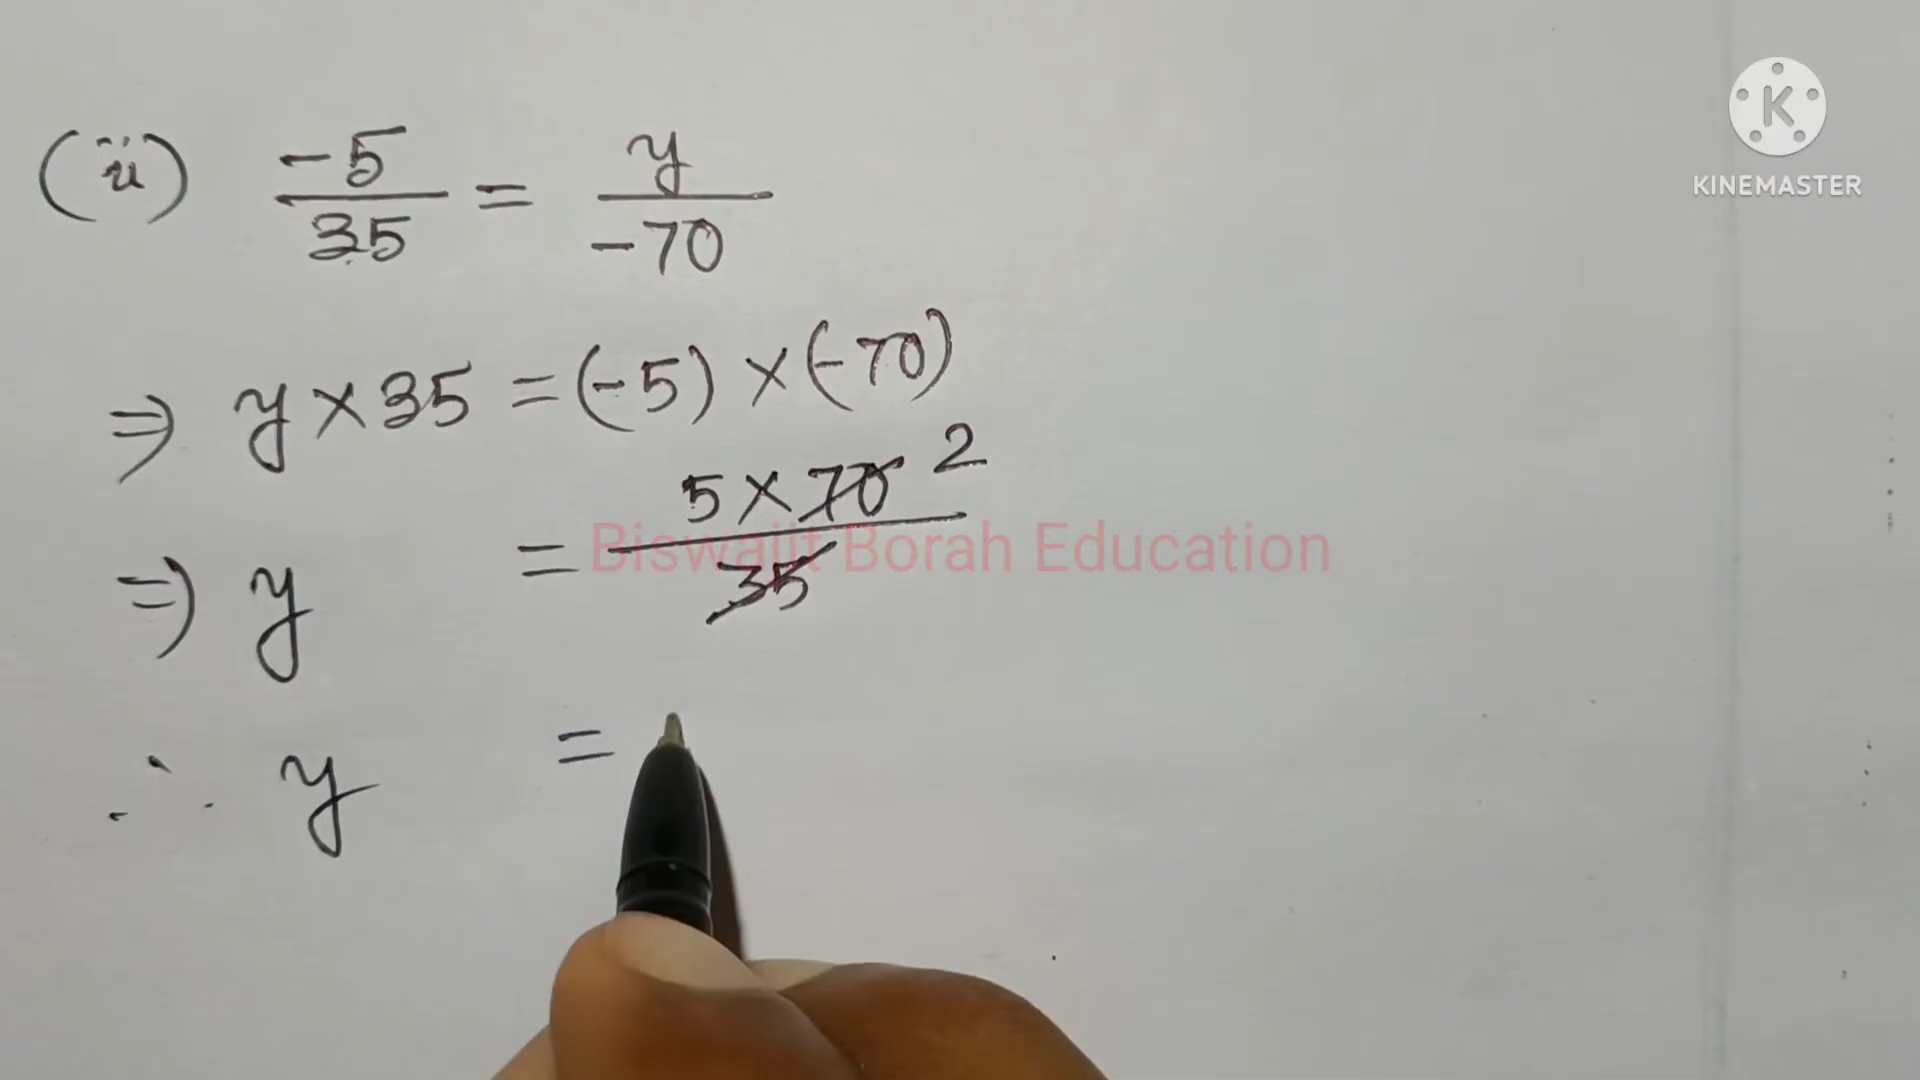 (ii) -5/35 = y/-70
K
KINEMASTER
⇒ y × 35 = (-5) × (-70)
⇒ y = 5 × 70 2 / 35
Biswajit Borah Education
∴ y =